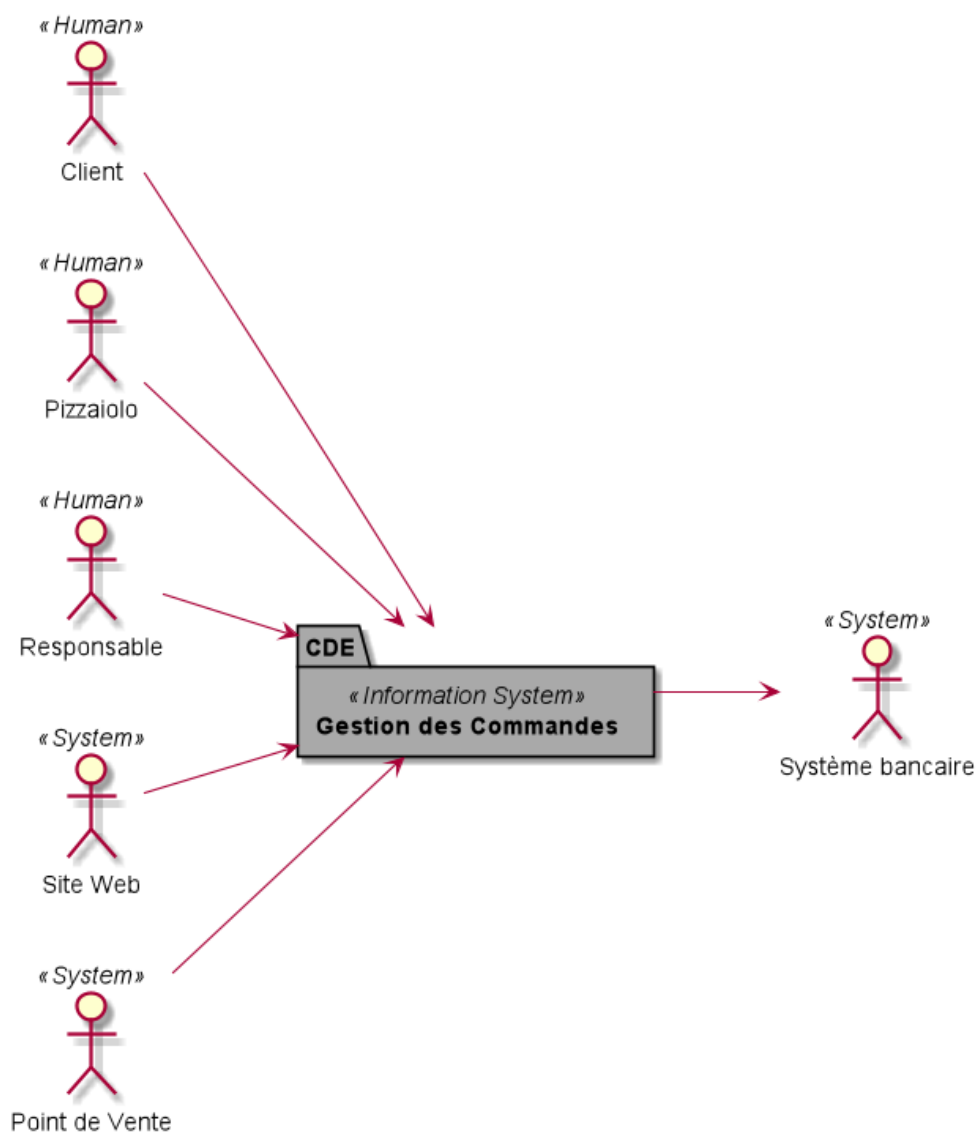 «Human»
Client
«Human»
Pizzaiolo
«Human»
Responsable
CDE
«Information System»
Gestion des Commandes
«System»
Système bancaire
«System»
Site Web
«System»
Point de Vente